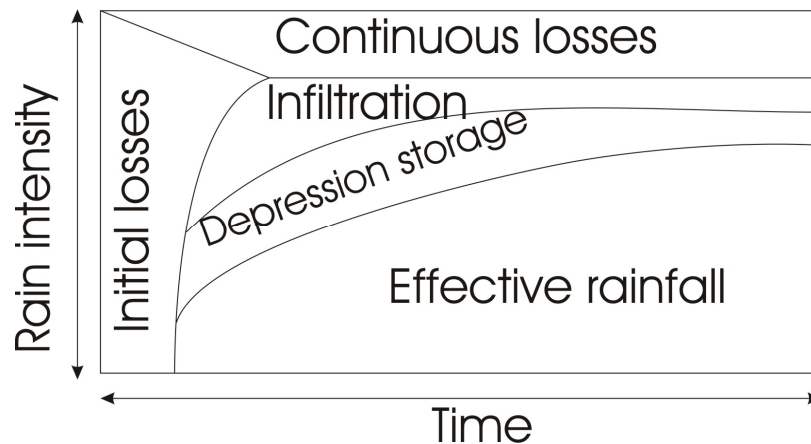 Continuous losses
Rain intensity
Initial losses
Infiltration
Depression storage
Effective rainfall
Time